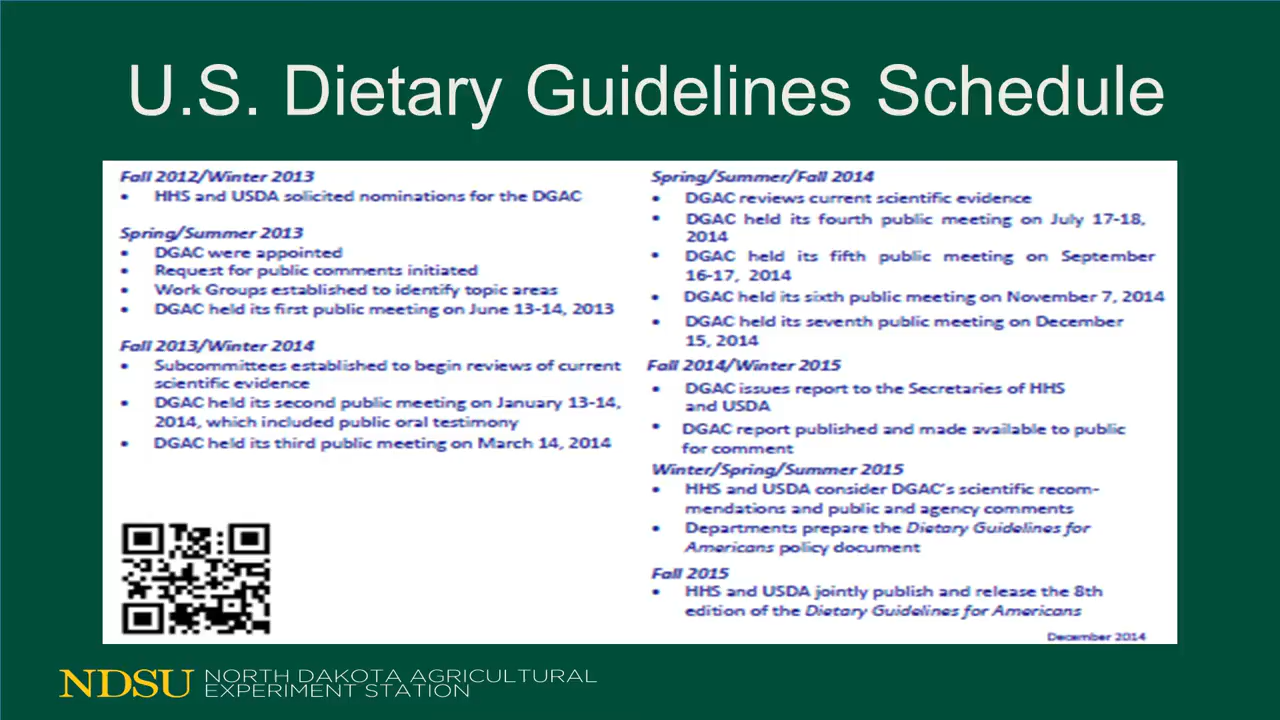 U.S. Dietary Guidelines Schedule
Fall 2012/Winter 2013
• HHS and USDA solicited nominations for the DGAC
Spring/Summer 2013
• DGAC were appointed
• Request for public comments initiated
• Work Groups established to identify topic areas
• DGAC held its first public meeting on June 13-14, 2013
Fall 2013/Winter 2014
• Subcommittees established to begin reviews of current
scientific evidence
• DGAC held its second public meeting on January 13-14,
2014, which included public oral testimony
• DGAC held its third public meeting on March 14, 2014
Spring/Summer/Fall 2014
• DGAC reviews current scientific evidence
• DGAC held its fourth public meeting on July 17-18,
2014
• DGAC held its fifth public meeting on September
16-17, 2014
• DGAC held its sixth public meeting on November 7, 2014
• DGAC held its seventh public meeting on December
15, 2014
Fall 2014/Winter 2015
• DGAC issues report to the Secretaries of HHS
and USDA
• DGAC report published and made available to public
for comment
Winter/Spring/Summer 2015
• HHS and USDA consider DGAC's scientific recom-
mendations and public and agency comments
• Departments prepare the Dietary Guidelines for
Americans policy document
Fall 2015
• HHS and USDA jointly publish and release the 8th
edition of the Dietary Guidelines for Americans
December 2014
NDSU NORTH DAKOTA AGRICULTURAL
EXPERIMENT STATION